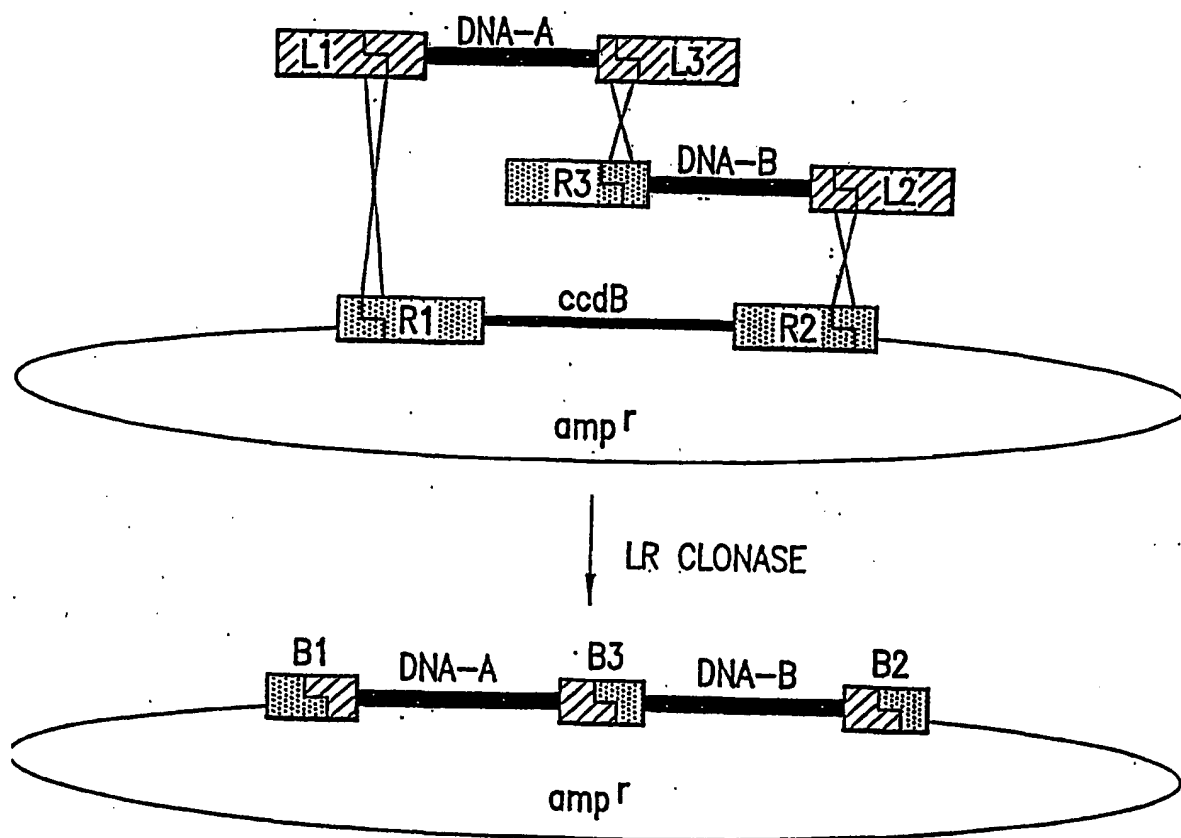 DNA-A
L1 L3
DNA-B
R3 L2
ccdB
R1 R2
amp r
LR CLONASE
B1 DNA-A B3 DNA-B B2
amp r